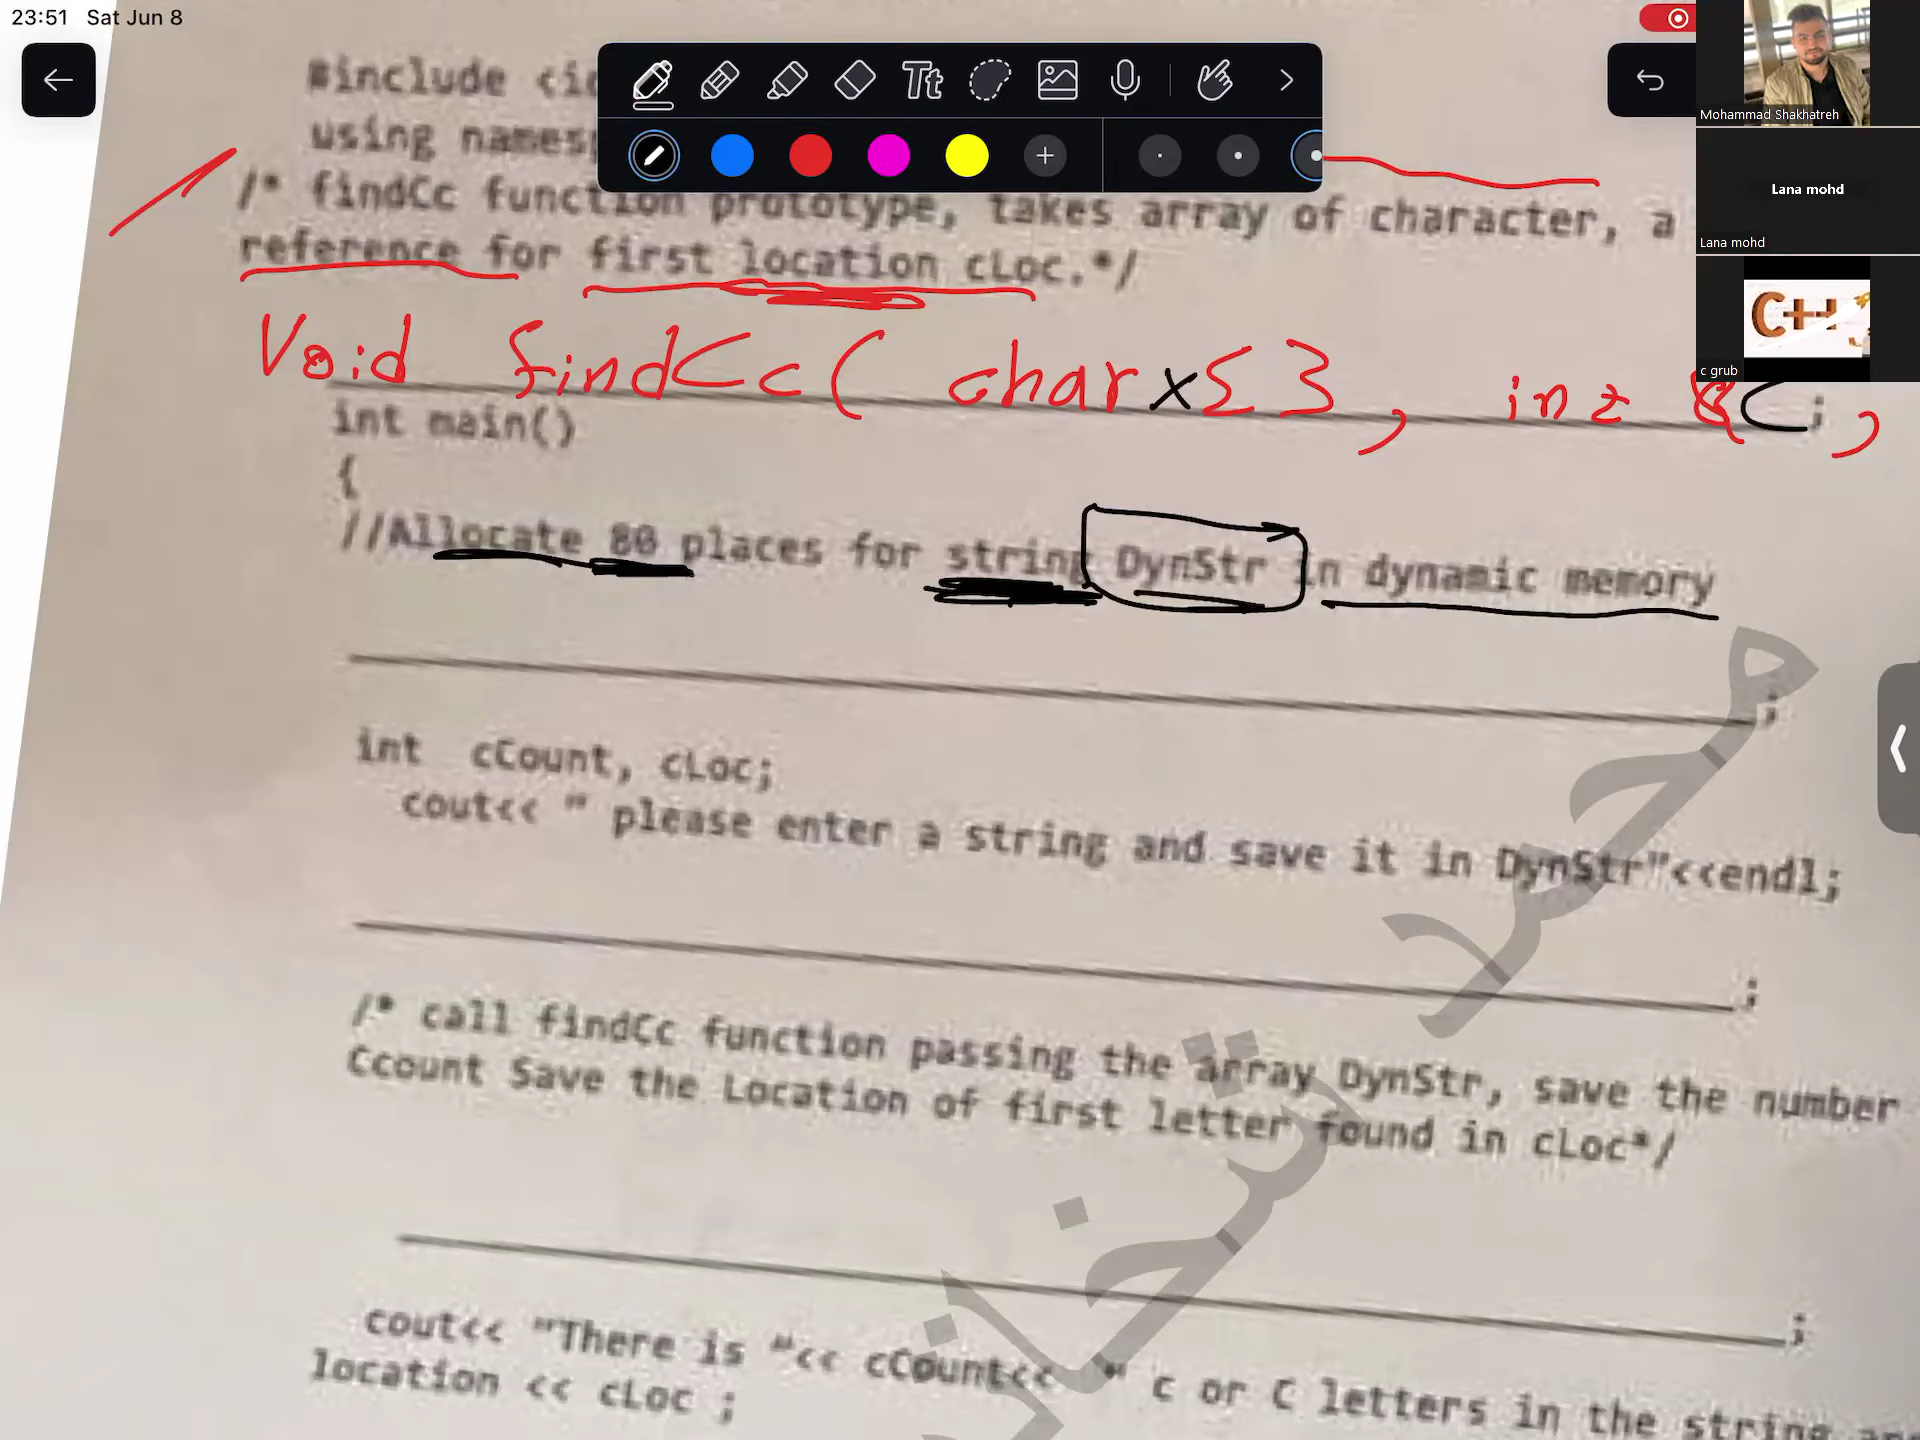 23:51 Sat Jun 8
Tt
#include <io
using names
/* findCc function prototype, takes array of character, a
reference for first location cLoc.*/
Void findCc( char x[], int &C ; ,
int main()
{
//Allocate 80 places for string DynStr in dynamic memory
;
int cCount, cLoc;
cout<< " please enter a string and save it in DynStr"<<endl;
;
/* call findCc function passing the array DynStr, save the number
Ccount Save the Location of first letter found in cLoc*/
;
cout<< "There is "<< cCount<< " c or C letters in the string an
location << cLoc ;
Mohammad Shakhatreh
Lana mohd
Lana mohd
C++
c grub
محمد